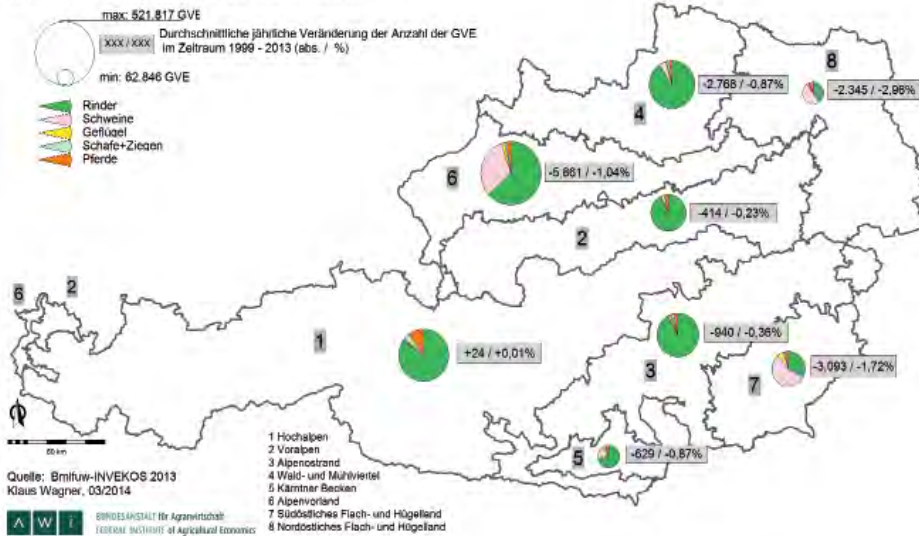 max: 521.817 GVE
xxx / xxx
Durchschnittliche jährliche Veränderung der Anzahl der GVE
im Zeitraum 1999 - 2013 (abs. / %)
min: 62.846 GVE
Rinder
Schweine
Geflügel
Schafe+Ziegen
Pferde
8
-2.345 / -2,96%
-2.768 / -0,87%
4
6
-5.861 / -1,04%
-414 / -0,23%
2
6
2
1
+24 / +0,01%
-940 / -0,36%
3
-3.093 / -1,72%
7
5
-629 / -0,87%
50 km
1 Hochalpen
2 Voralpen
3 Alpenostrand
4 Wald- und Mühlviertel
5 Kärntner Becken
6 Alpenvorland
7 Südöstliches Flach- und Hügelland
8 Nordöstliches Flach- und Hügelland
Quelle: Bmlfuw-INVEKOS 2013
Klaus Wagner, 03/2014
AWi
BUNDESANSTALT für Agrarwirtschaft
FEDERAL INSTITUTE of Agricultural Economics